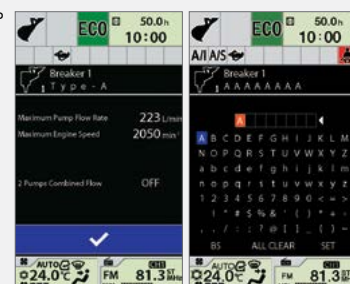 ECO 50.0h
10:00
Breaker 1
1 Type-A
Maximum Pump Flow Rate 223 L/min
Maximum Engine Speed 2050 min
2 Pumps Combined Flow OFF
AUTO
24.0℃ FM 81.3
ECO 50.0h
10:00
A/I A/S
Breaker 1
1 AAAAAAAA
A
A B C D E F G H I J K L M
N O P Q R S T U V W X Y Z
a b c d e f g h i j k l m
n o p q r s t u v w x y z
1 2 3 4 5 6 7 8 9 0 < = >
BS ALL CLEAR SET
AUTO
24.0℃ FM 81.3